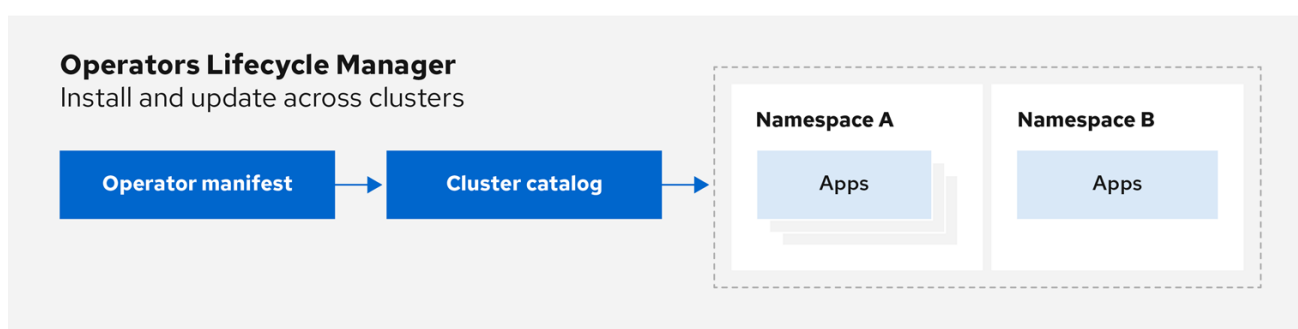 Operators Lifecycle Manager
Install and update across clusters
Operator manifest
Cluster catalog
Namespace A
Apps
Namespace B
Apps